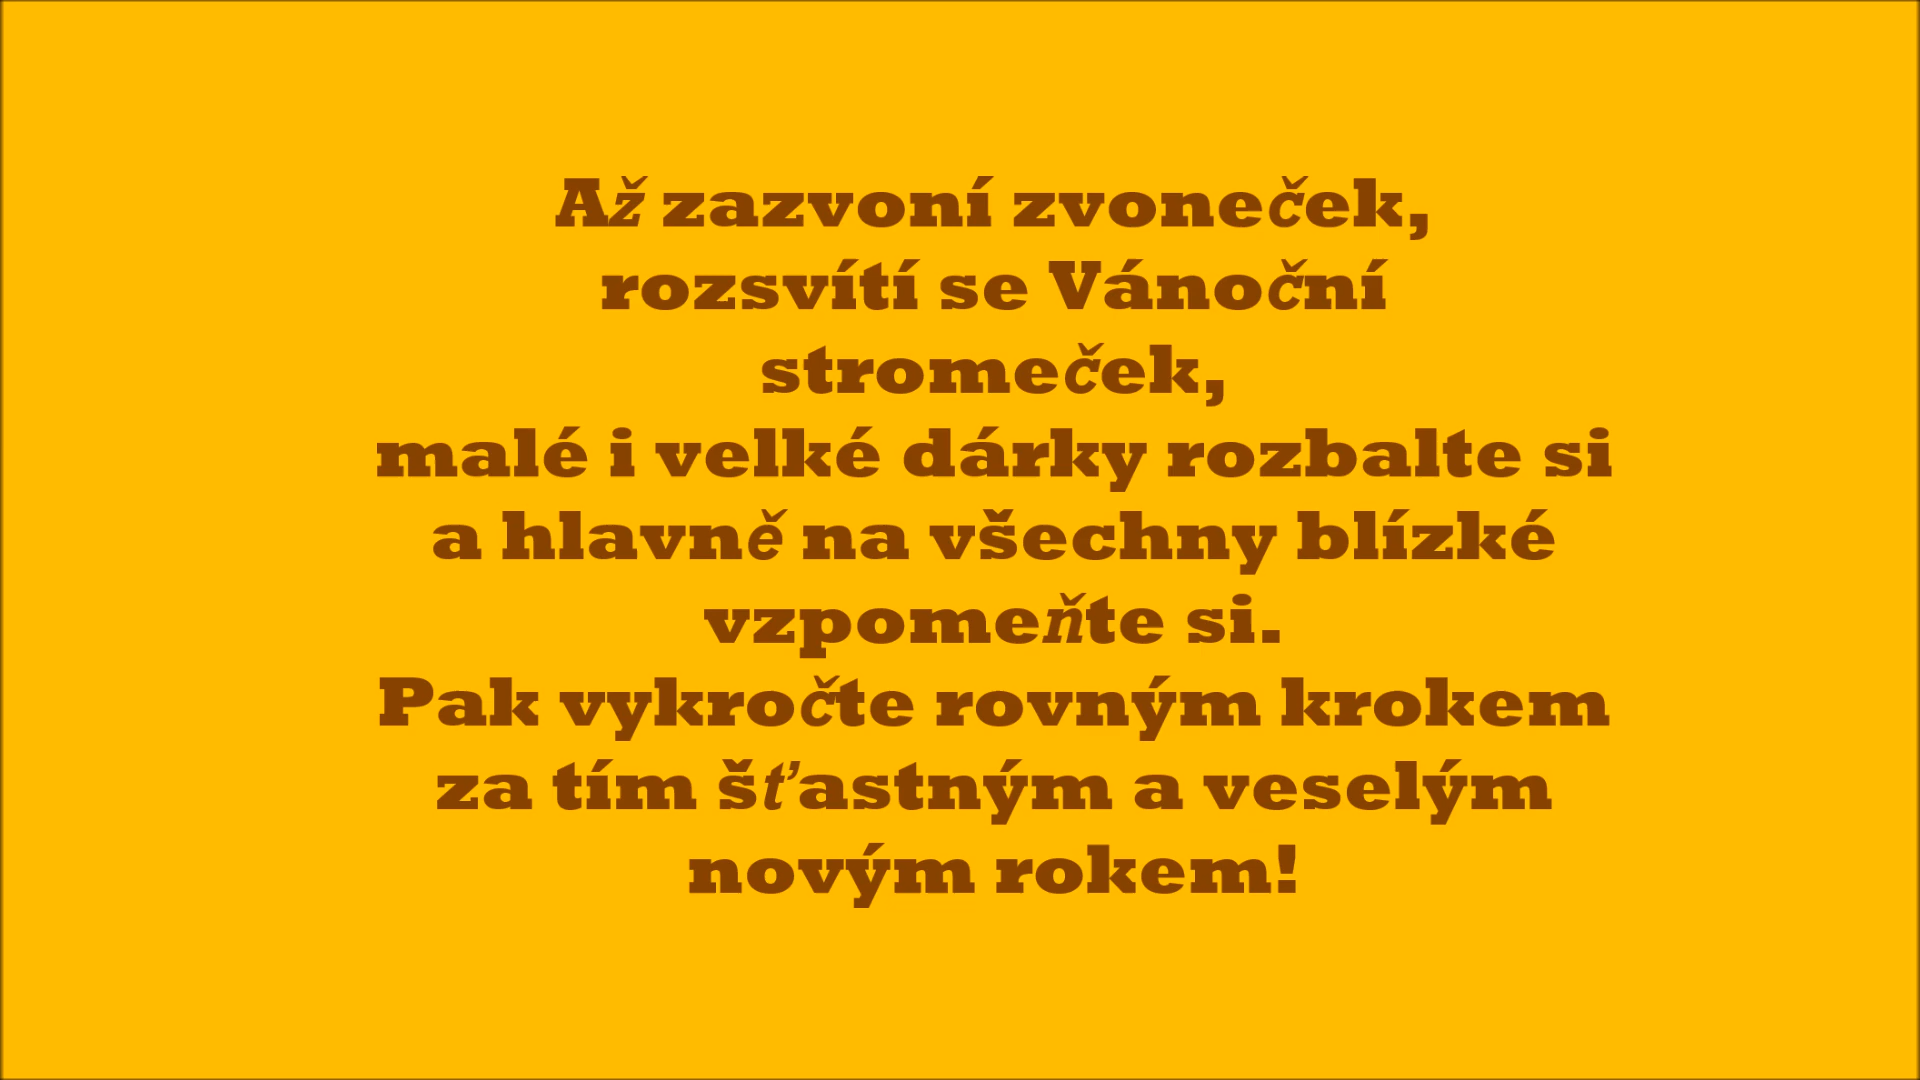 Až zazvoní zvoneček,
rozsvítí se Vánoční
stromeček,
malé i velké dárky rozbalte si
a hlavně na všechny blízké
vzpomeňte si.
Pak vykročte rovným krokem
za tím šťastným a veselým
novým rokem!